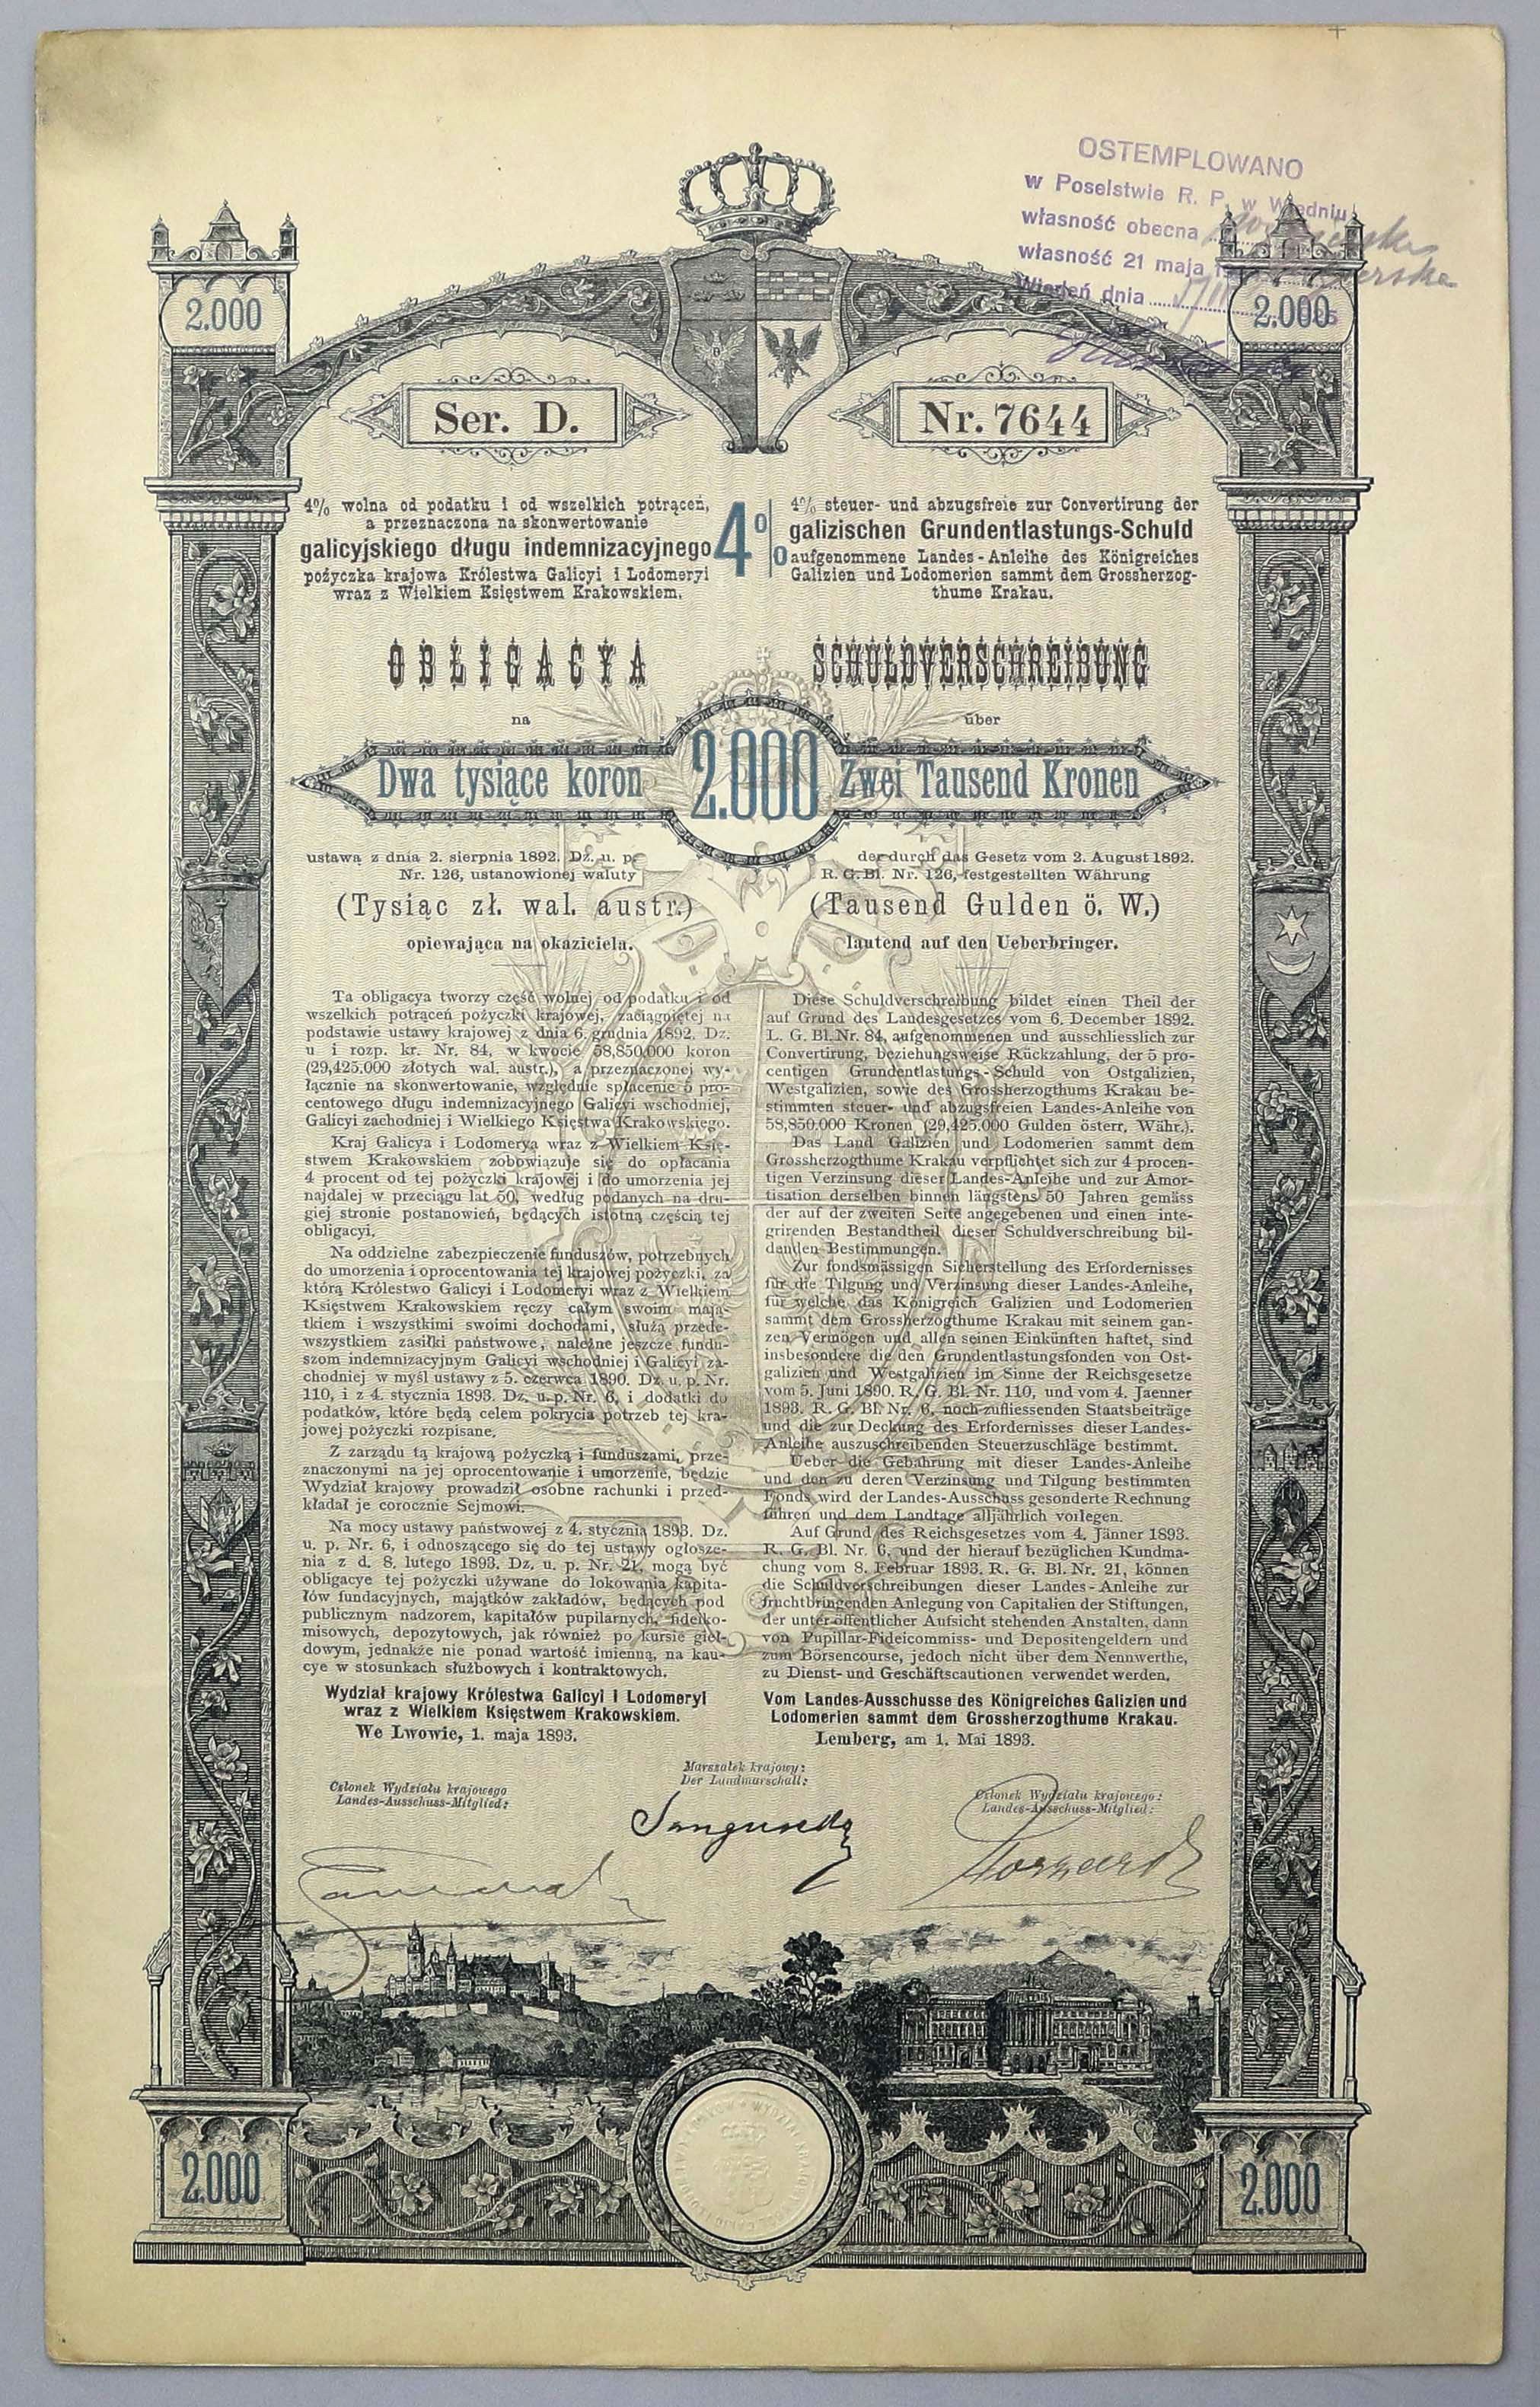 OSTEMPLOWANO
w Poselstwie R. P. w Wiedniu
własność obecna
własność 21 maja
Wiedeń dnia
2.000
2.000
Ser. D.
Nr. 7644
4% wolna od podatku i od wszelkich potrąceń,
a przeznaczona na skonwertowanie
galicyjskiego długu indemnizacyjnego
pożyczka krajowa Królestwa Galicyi i Lodomeryi
wraz z Wielkiem Księstwem Krakowskiem.
4%
4% steuer- und abzugsfreie zur Convertirung der
galizischen Grundentlastungs-Schuld
aufgenommene Landes-Anleihe des Königreiches
Galizien und Lodomerien sammt dem Grossherzog-
thume Krakau.
OBLIGACYA
na
SCHULDVERSCHREIBUNG
über
Dwa tysiące koron
2.000
Zwei Tausend Kronen
ustawą z dnia 2. sierpnia 1892. Dz. u. p.
Nr. 126, ustanowionej waluty
(Tysiąc zł. wal. austr.)
opiewająca na okaziciela.
der durch das Gesetz vom 2. August 1892.
R. G. Bl. Nr. 126, festgestellten Währung
(Tausend Gulden ö. W.)
lautend auf den Ueberbringer.
Ta obligacya tworzy część wolnej od podatku i od
wszelkich potrąceń pożyczki krajowej, zaciągniętej na
podstawie ustawy krajowej z dnia 6. grudnia 1892. Dz.
u i rozp. kr. Nr. 84, w kwocie 58,850.000 koron
(29,425.000 złotych wal. austr.), a przeznaczonej wy-
łącznie na skonwertowanie, względnie spłacenie 5 pro-
centowego długu indemnizacyjnego Galicyi wschodniej,
Galicyi zachodniej i Wielkiego Księstwa Krakowskiego.
Kraj Galicya i Lodomerya wraz z Wielkiem Księ-
stwem Krakowskiem zobowiązuje się do opłacania
4 procent od tej pożyczki krajowej i do umorzenia jej
najdalej w przeciągu lat 50, według podanych na dru-
giej stronie postanowień, będących istotną częścią tej
obligacyi.
Na oddzielne zabezpieczenie funduszów, potrzebnych
do umorzenia i oprocentowania tej krajowej pożyczki, za
którą Królestwo Galicyi i Lodomeryi wraz z Wielkiem
Księstwem Krakowskiem ręczy całym swoim mają-
tkiem i wszystkimi swoimi dochodami, służą przede-
wszystkiem zasiłki państwowe, należne jeszcze fundu-
szom indemnizacyjnym Galicyi wschodniej i Galicyi za-
chodniej w myśl ustawy z 5. czerwca 1890. Dz. u. p. Nr.
110, i z 4. stycznia 1893. Dz. u. p. Nr. 6, i dodatki do
podatków, które będą celem pokrycia potrzeb tej kra-
jowej pożyczki rozpisane.
Z zarządu tą krajową pożyczką i funduszami, prze-
znaczonymi na jej oprocentowanie i umorzenie, będzie
Wydział krajowy prowadził osobne rachunki i przed-
kładał je corocznie Sejmowi.
Na mocy ustawy państwowej z 4. stycznia 1893. Dz.
u. p. Nr. 6, i odnoszącego się do tej ustawy ogłosze-
nia z d. 8. lutego 1893. Dz. u. p. Nr. 21, mogą być
obligacye tej pożyczki używane do lokowania kapita-
łów fundacyjnych, majątków zakładów, będących pod
publicznym nadzorem, kapitałów pupilarnych, fideiko-
misowych, depozytowych, jak również po kursie gieł-
dowym, jednakże nie ponad wartość imienną, na kau-
cye w stosunkach służbowych i kontraktowych.
Wydział krajowy Królestwa Galicyi i Lodomeryi
wraz z Wielkiem Księstwem Krakowskiem.
We Lwowie, 1. maja 1893.
Diese Schuldverschreibung bildet einen Theil der
auf Grund des Landesgesetzes vom 6. December 1892.
L. G. Bl. Nr. 84, aufgenommenen und ausschliesslich zur
Convertirung, beziehungsweise Rückzahlung, der 5 pro-
centigen Grundentlastungs-Schuld von Ostgalizien,
Westgalizien, sowie des Grossherzogthums Krakau be-
stimmten steuer- und abzugsfreien Landes-Anleihe von
58,850.000 Kronen (29,425.000 Gulden österr. Währ.).
Das Land Galizien und Lodomerien sammt dem
Grossherzogthume Krakau verpflichtet sich zur 4 procen-
tigen Verzinsung dieser Landes-Anleihe und zur Amor-
tisation derselben binnen längstens 50 Jahren gemäss
der auf der zweiten Seite angegebenen und einen inte-
grirenden Bestandtheil dieser Schuldverschreibung bil-
denden Bestimmungen.
Zur fondsmässigen Sicherstellung des Erfordernisses
für die Tilgung und Verzinsung dieser Landes-Anleihe,
für welche das Königreich Galizien und Lodomerien
sammt dem Grossherzogthume Krakau mit seinem gan-
zen Vermögen und allen seinen Einkünften haftet, sind
insbesondere die den Grundentlastungsfonden von Ost-
galizien und Westgalizien im Sinne der Reichsgesetze
vom 5. Juni 1890. R. G. Bl. Nr. 110, und vom 4. Jaenner
1893. R. G. Bl. Nr. 6, noch zufliessenden Staatsbeiträge
und die zur Deckung des Erfordernisses dieser Landes-
Anleihe auszuschreibenden Steuerzuschläge bestimmt.
Ueber die Gebahrung mit dieser Landes-Anleihe
und den zu deren Verzinsung und Tilgung bestimmten
Fonds wird der Landes-Ausschuss gesonderte Rechnung
führen und dem Landtage alljährlich vorlegen.
Auf Grund des Reichsgesetzes vom 4. Jänner 1893.
R. G. Bl. Nr. 6, und der hierauf bezüglichen Kundma-
chung vom 8. Februar 1893. R. G. Bl. Nr. 21, können
die Schuldverschreibungen dieser Landes-Anleihe zur
fruchtbringenden Anlegung von Capitalien der Stiftungen,
der unter öffentlicher Aufsicht stehenden Anstalten, dann
von Pupillar-Fideicommiss- und Depositengeldern und
zum Börsencourse, jedoch nicht über dem Nennwerthe,
zu Dienst- und Geschäftscautionen verwendet werden.
Vom Landes-Ausschusse des Königreiches Galizien und
Lodomerien sammt dem Grossherzogthume Krakau.
Lemberg, am 1. Mai 1893.
Członek Wydziału krajowego
Landes-Ausschuss-Mitglied:
Marszałek krajowy:
Der Landmarschall:
Członek Wydziału krajowego:
Landes-Ausschuss-Mitglied:
2.000
2.000